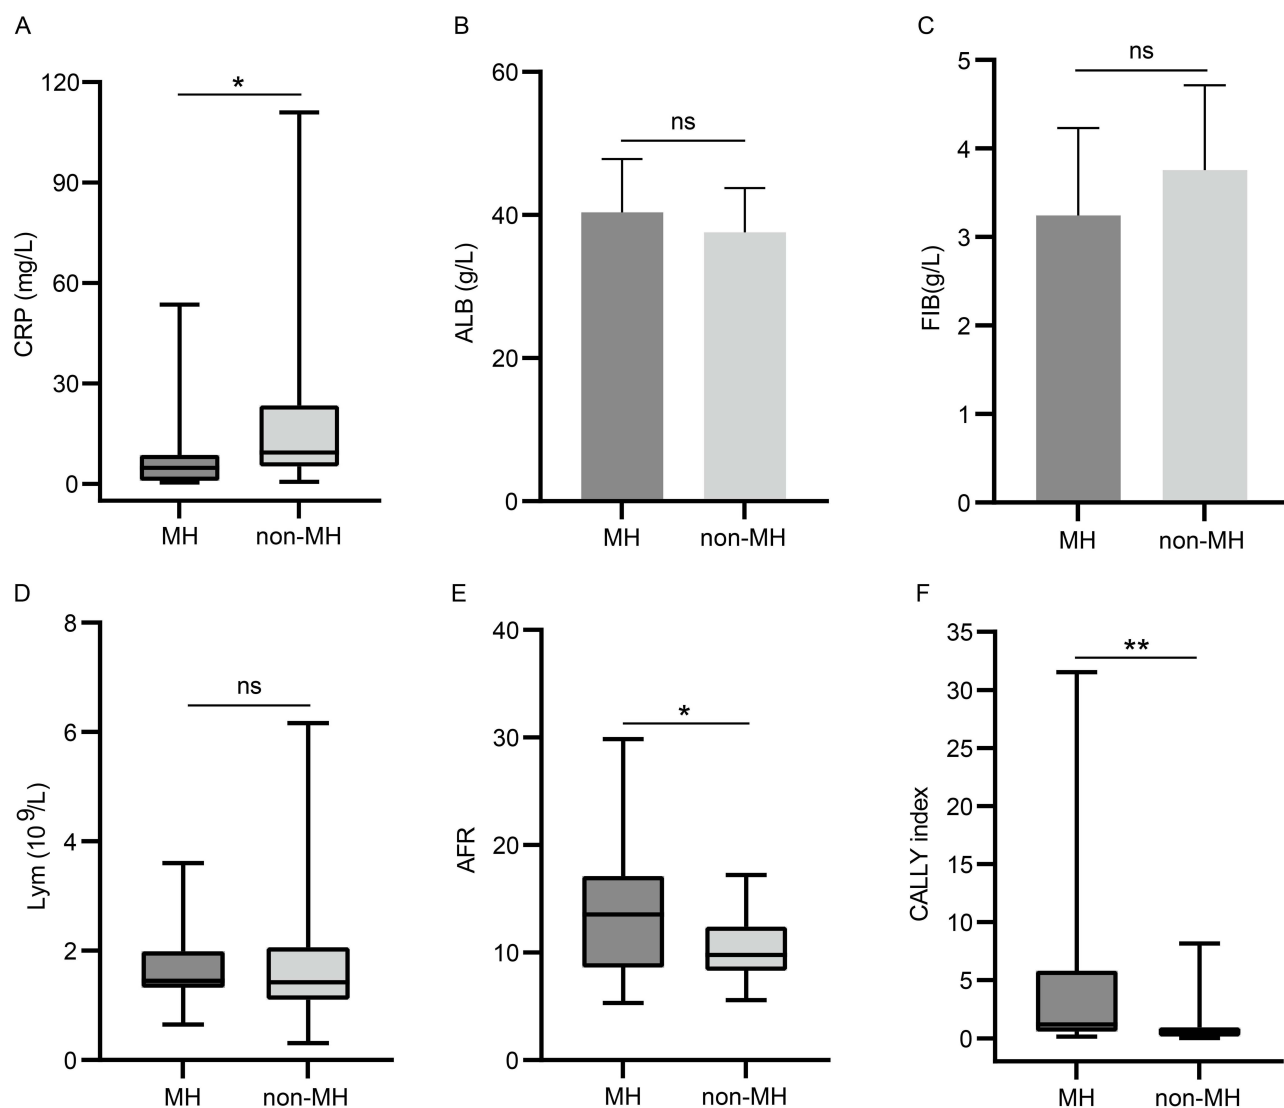 A
B
C
120
90
60
30
0
CRP (mg/L)
*
MH
non-MH
60
40
20
0
ALB (g/L)
ns
MH
non-MH
5
4
3
2
1
0
FIB(g/L)
ns
MH
non-MH
D
E
F
8
6
4
2
0
Lym (10⁹/L)
ns
MH
non-MH
40
30
20
10
0
AFR
*
MH
non-MH
35
30
25
20
15
10
5
0
CALLY index
**
MH
non-MH